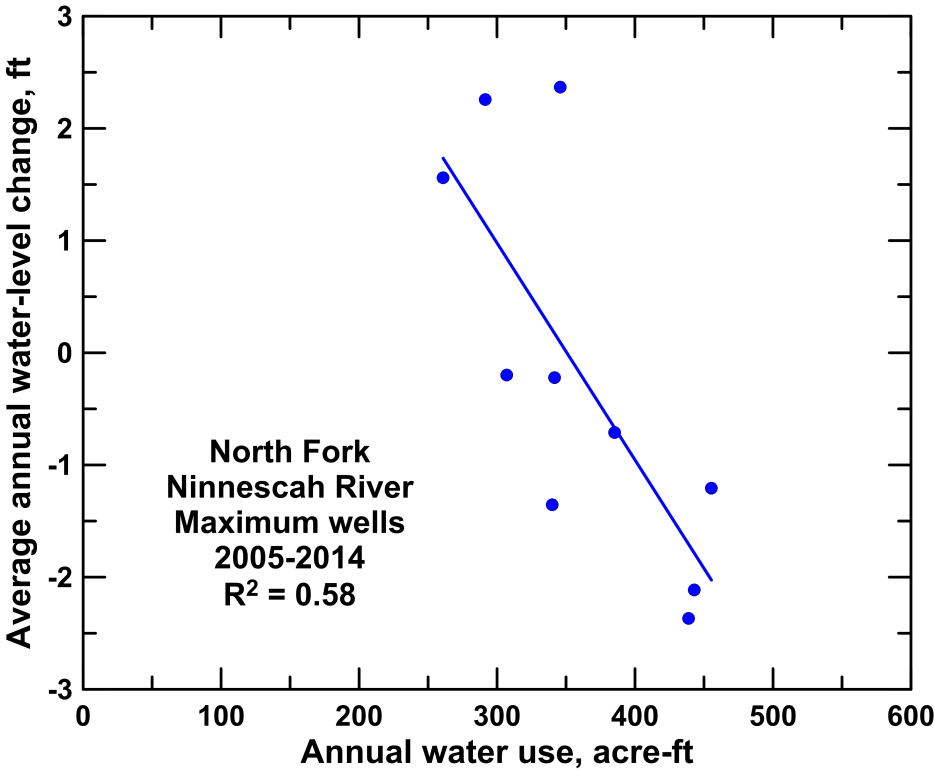 3
2
1
0
-1
-2
-3
Average annual water-level change, ft
North Fork
Ninnescah River
Maximum wells
2005-2014
R² = 0.58
0 100 200 300 400 500 600
Annual water use, acre-ft